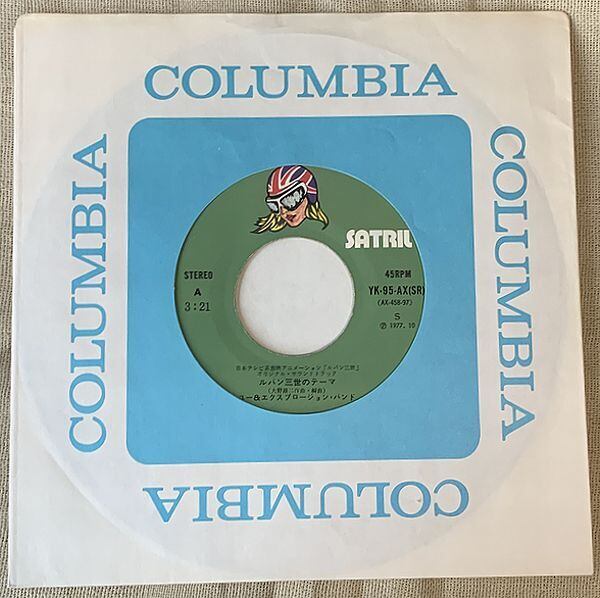 COLUMBIA
COLUMBIA
COLUMBIA
COLUMBIA
SATRIL
STEREO
A
3:21
45RPM
YK-95-AX(SR)
(AX-458-97)
S
Ⓟ 1977. 10
日本テレビ系放映アニメーション「ルパン三世」
オリジナル・サウンドトラック
ルパン三世のテーマ
(大野雄二作曲・編曲)
ユー&エクスプロージョン・バンド